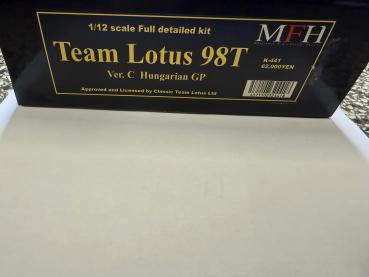 1/12 scale Full detailed kit
MFH
Team Lotus 98T
K-441
62,000YEN
Ver. C Hungarian GP
Approved and Licensed by Classic Team Lotus Ltd